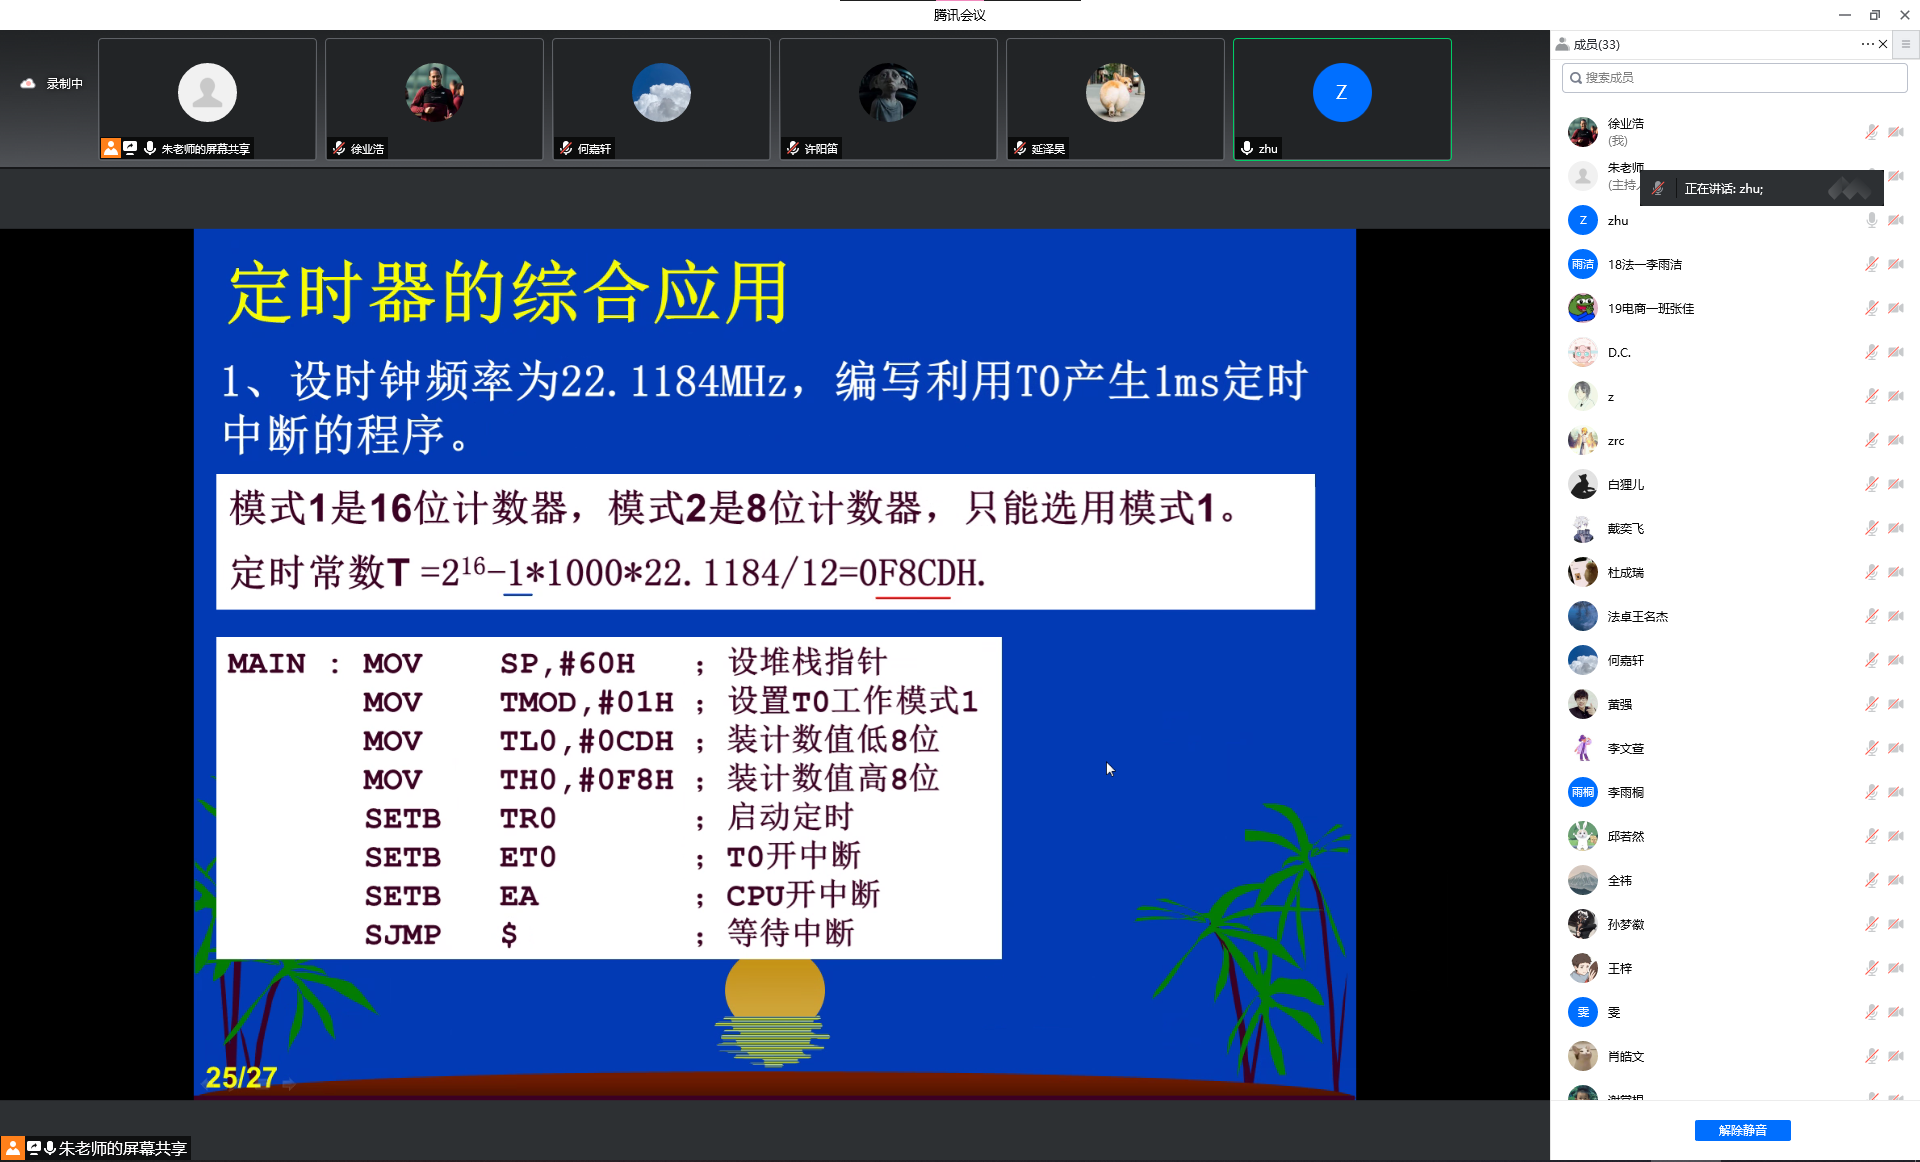 腾讯会议
录制中
朱老师的屏幕共享
徐业浩
何嘉轩
许阳笛
延泽昊
Z
zhu
定时器的综合应用
1、设时钟频率为22.1184MHz，编写利用T0产生1ms定时
中断的程序。
模式1是16位计数器，模式2是8位计数器，只能选用模式1。
定时常数T =2¹⁶-1*1000*22.1184/12=0F8CDH.
MAIN : MOV SP,#60H ; 设堆栈指针
MOV TMOD,#01H ; 设置T0工作模式1
MOV TL0,#0CDH ; 装计数值低8位
MOV TH0,#0F8H ; 装计数值高8位
SETB TR0 ; 启动定时
SETB ET0 ; T0开中断
SETB EA ; CPU开中断
SJMP $ ; 等待中断
25/27
朱老师的屏幕共享
成员(33)
搜索成员
徐业浩
(我)
朱老师
(主持
正在讲话: zhu;
Z zhu
雨洁 18法一李雨洁
19电商一班张佳
D.C.
z
zrc
白狸儿
戴奕飞
杜成瑞
法卓王名杰
何嘉轩
黄强
李文萱
雨桐 李雨桐
邱若然
全祎
孙梦徽
王梓
雯 雯
肖皓文
解除静音